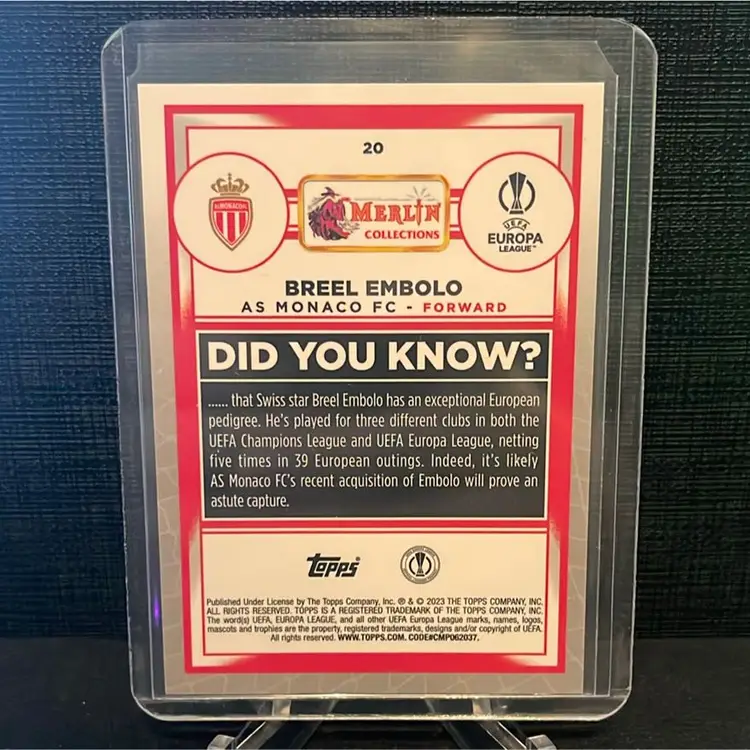 20
AS MONACO
MERLIN
COLLECTIONS
UEFA
EUROPA
LEAGUE™
BREEL EMBOLO
AS MONACO FC - FORWARD
DID YOU KNOW?
...... that Swiss star Breel Embolo has an exceptional European
pedigree. He's played for three different clubs in both the
UEFA Champions League and UEFA Europa League, netting
five times in 39 European outings. Indeed, it's likely
AS Monaco FC's recent acquisition of Embolo will prove an
astute capture.
Topps®
Published Under License by The Topps Company, Inc. ® & © 2023 THE TOPPS COMPANY, INC.
ALL RIGHTS RESERVED. TOPPS IS A REGISTERED TRADEMARK OF THE TOPPS COMPANY, INC.
The word(s) UEFA, EUROPA LEAGUE, and all other UEFA Europa League marks, names, logos,
mascots and trophies are the property, registered trademarks, designs and/or copyright of UEFA.
All rights reserved. WWW.TOPPS.COM. CODE#CMP062037.